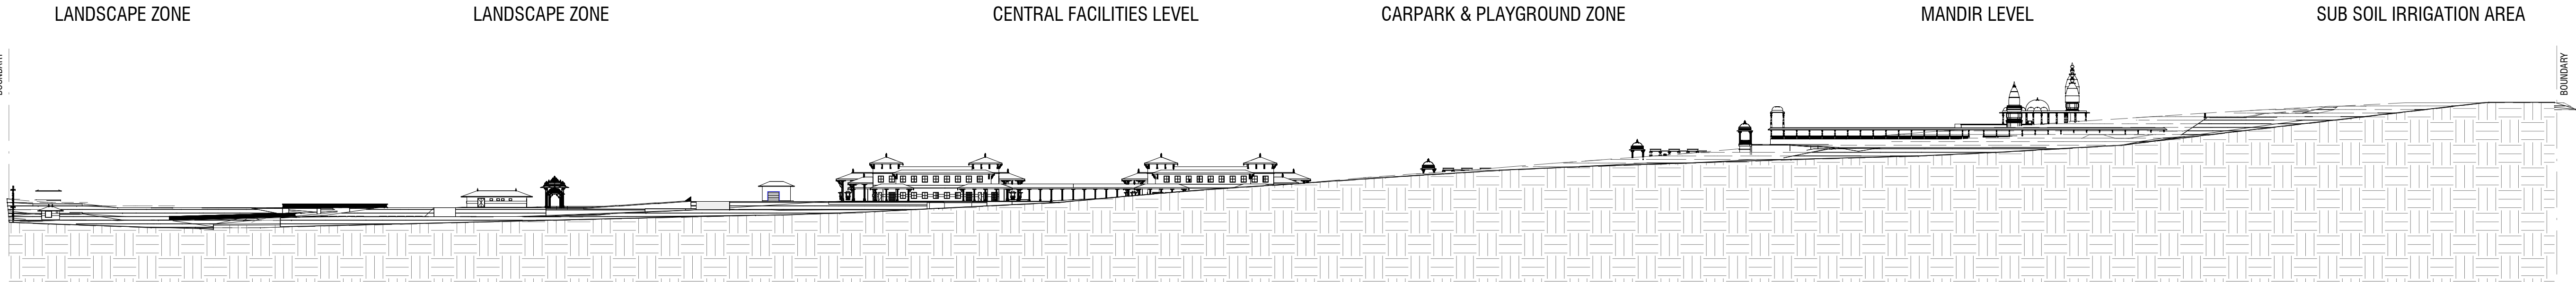 LANDSCAPE ZONE
LANDSCAPE ZONE
CENTRAL FACILITIES LEVEL
CARPARK & PLAYGROUND ZONE
MANDIR LEVEL
SUB SOIL IRRIGATION AREA
BOUNDARY